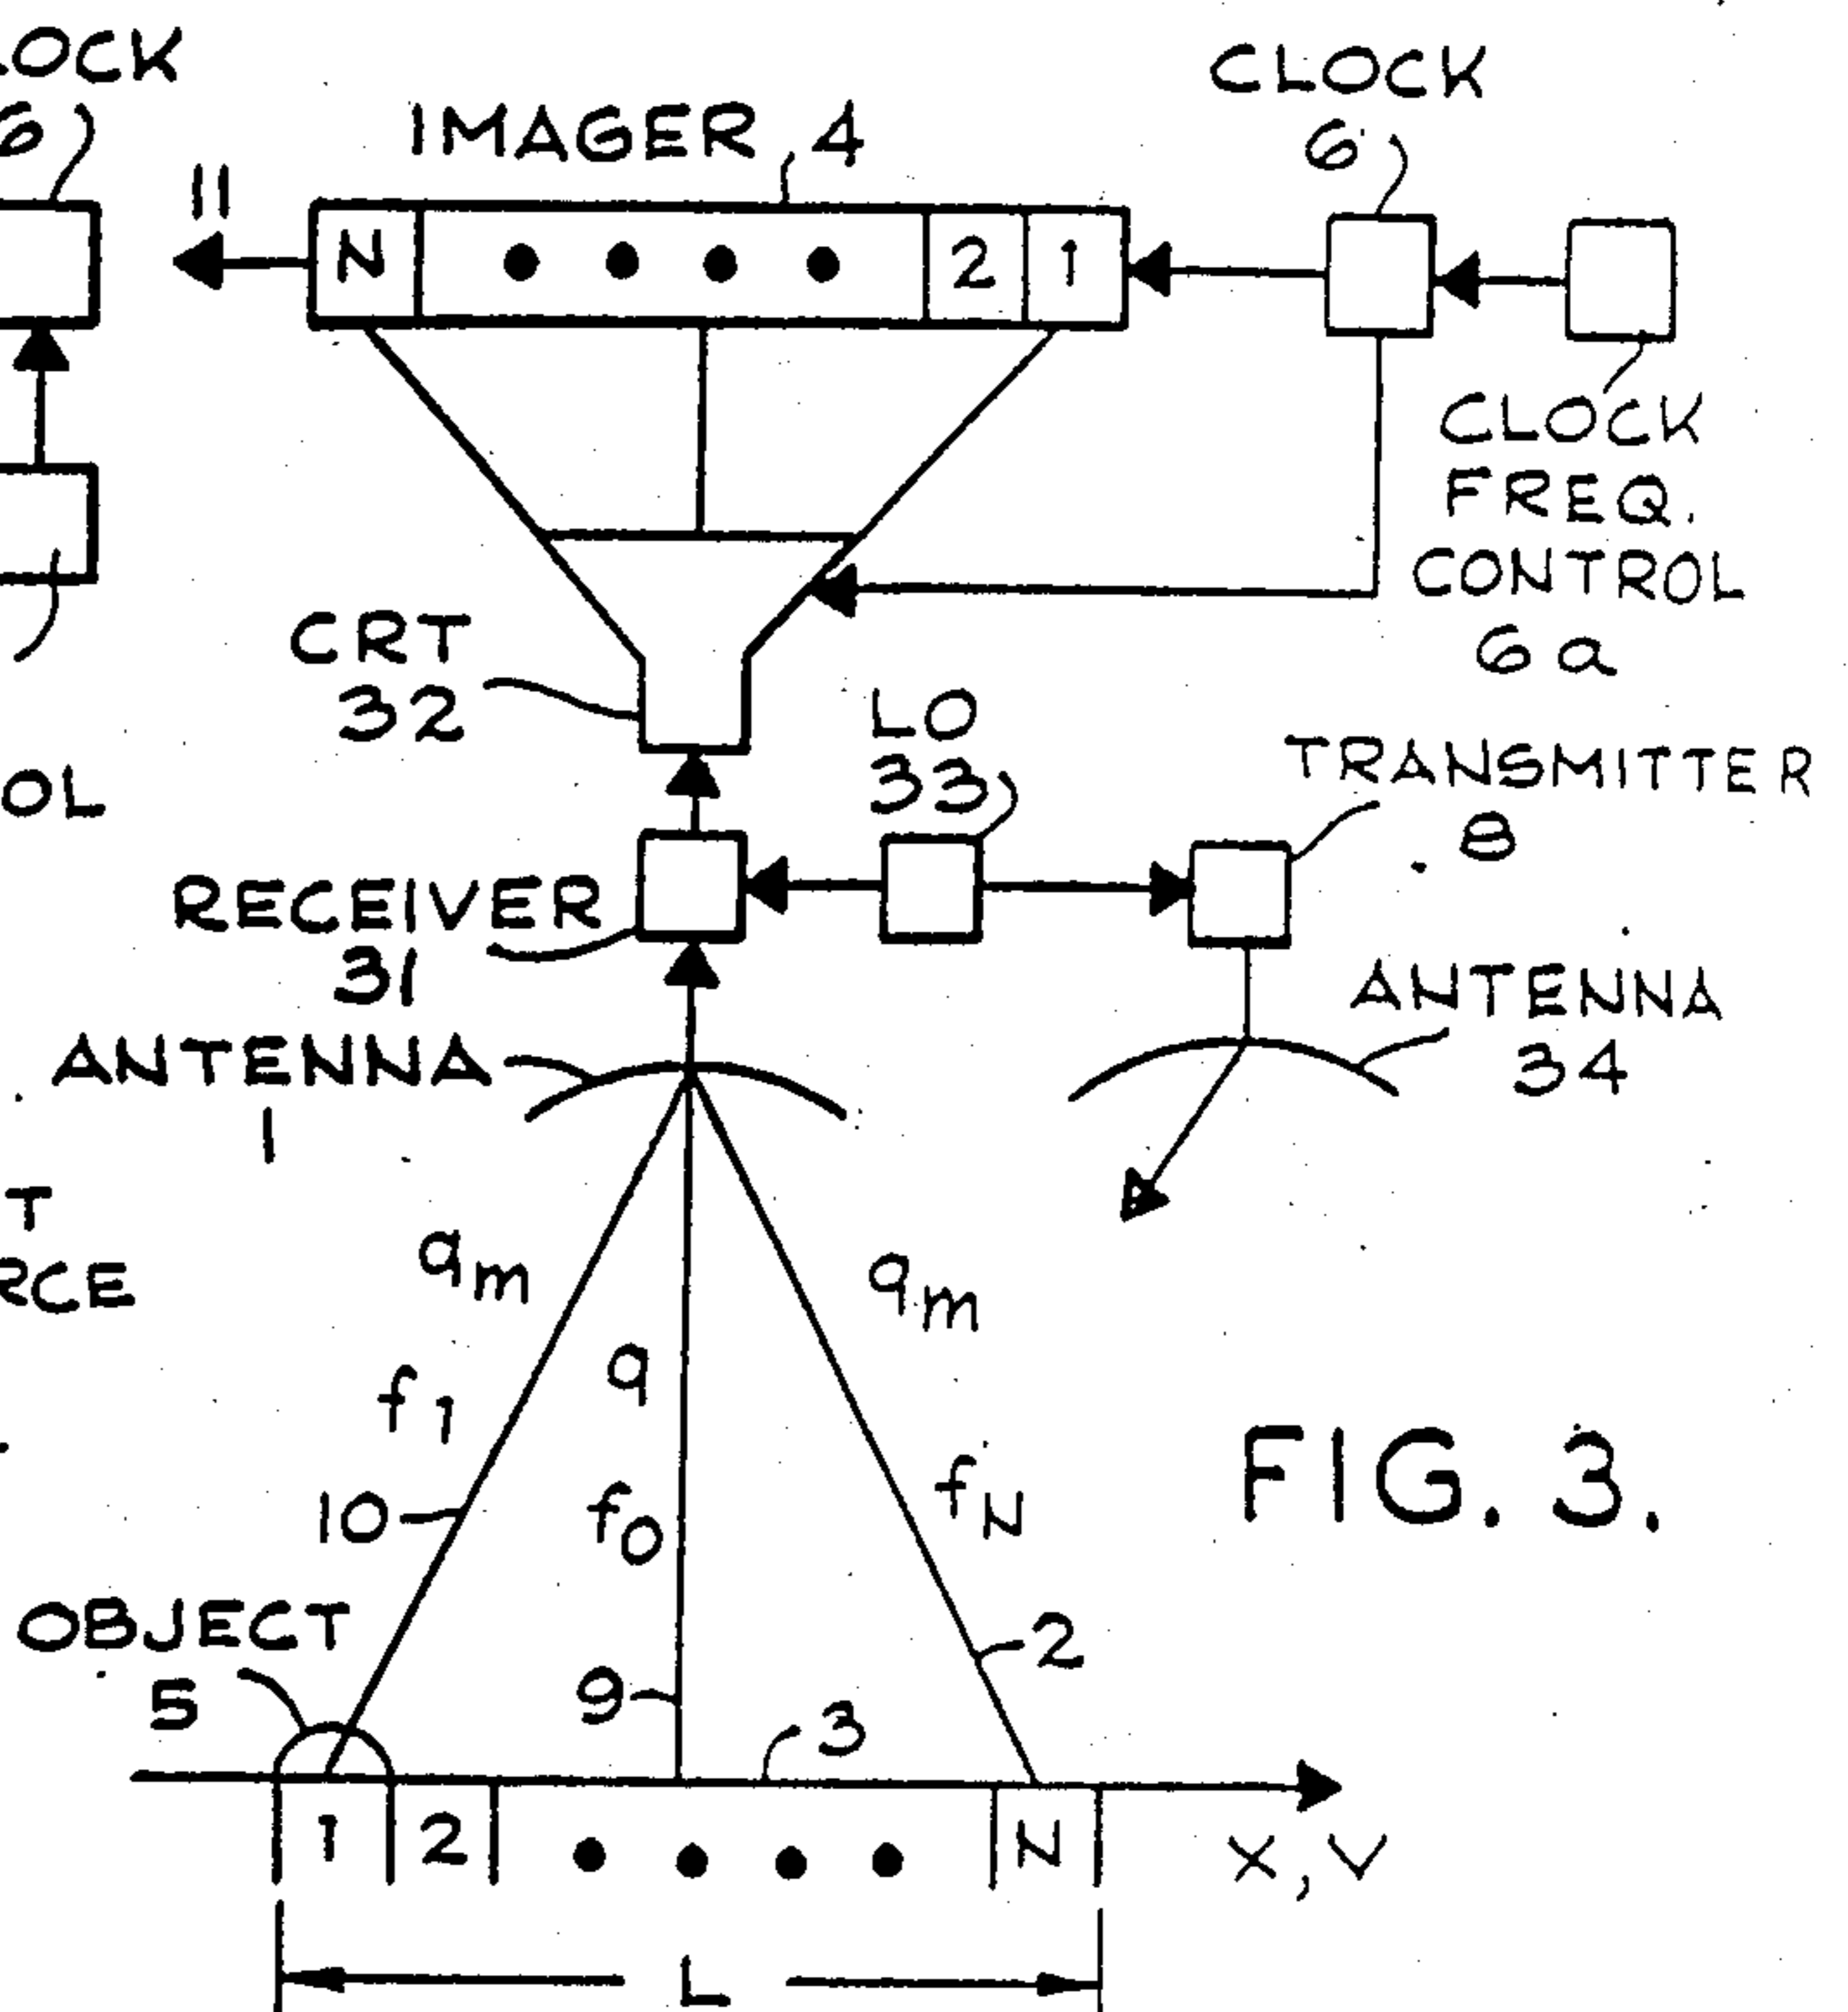 LOCK
6
IMAGER 4
11
N
2
1
CLOCK
6
CLOCK
FREQ.
CONTROL
6a
CRT
32
LO
33
TRANSMITTER
8
OL
RECEIVER
31
ANTENNA
34
ANTENNA
1
T
RCE
qm
qm
q
f1
f0
fN
10
FIG. 3.
OBJECT
5
9
3
2
1
2
N
X, V
L